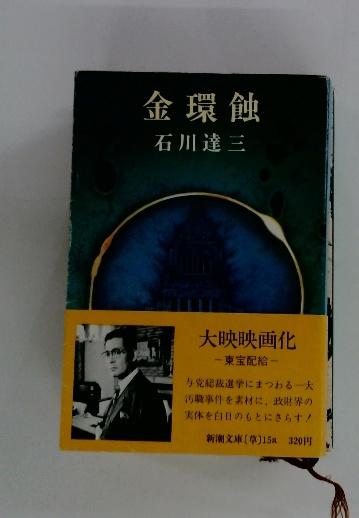 金環蝕
石川達三
大映映画化
−東宝配給−
与党総裁選挙にまつわる一大
汚職事件を素材に、政財界の
実体を白日のもとにさらす!
新潮文庫[草]15a 320円